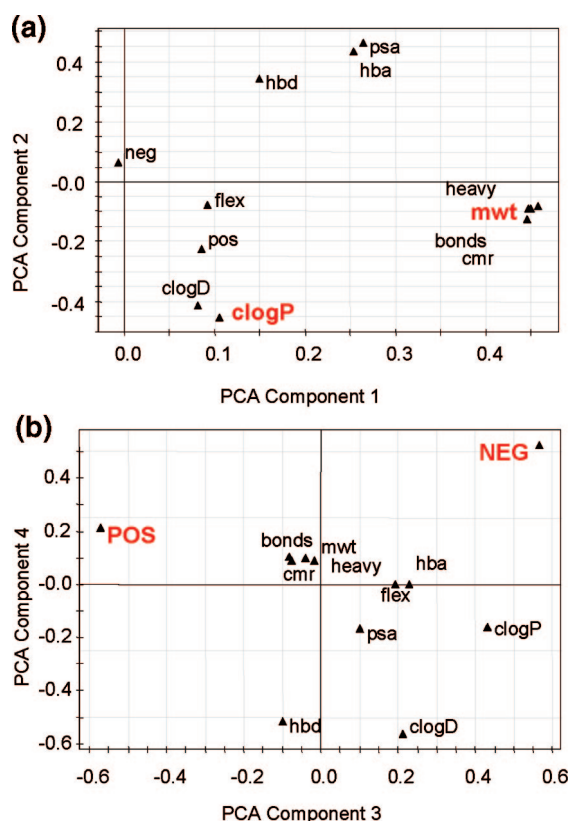 (a)
0.4
psa
hba
hbd
0.2
neg
-0.0
heavy
flex
mwt
-0.2
pos
bonds
cmr
clogD
-0.4
clogP
0.0 0.1 0.2 0.3 0.4
PCA Component 2
PCA Component 1
(b)
NEG
0.4
0.2
POS
bonds
mwt
cmr heavy hba
-0.0
flex
-0.2
psa
clogP
-0.4
hbd
clogD
-0.6
-0.6 -0.4 -0.2 0.0 0.2 0.4 0.6
PCA Component 4
PCA Component 3